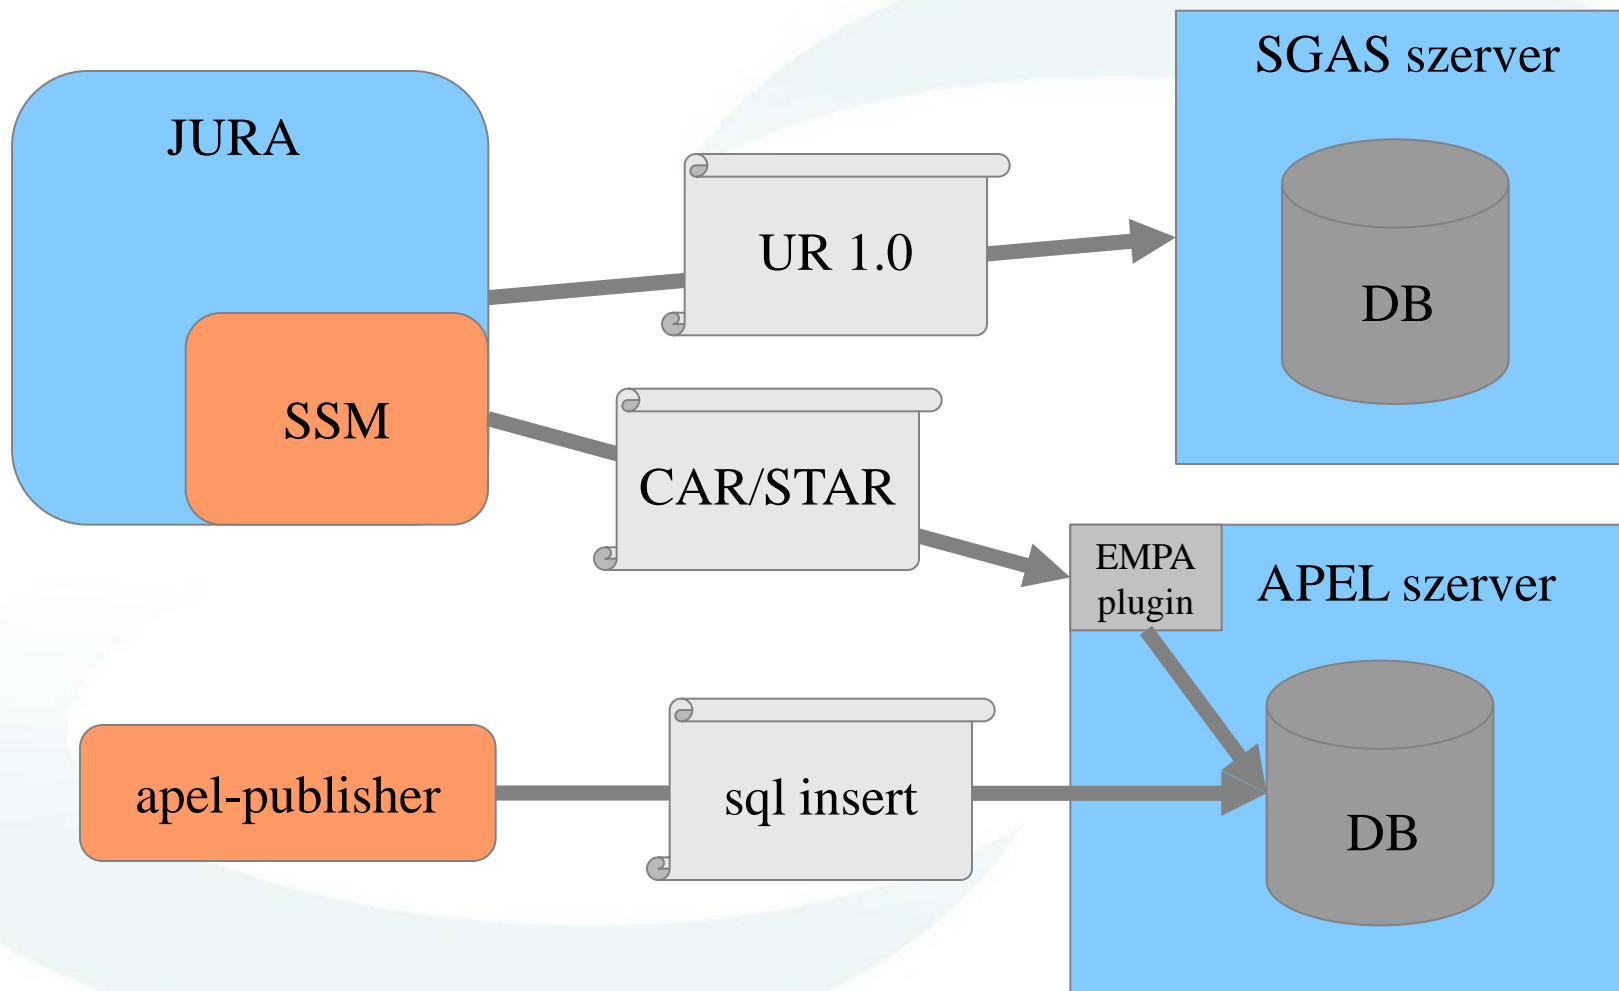 SGAS szerver
JURA
UR 1.0
DB
SSM
CAR/STAR
EMPA
plugin
APEL szerver
apel-publisher
sql insert
DB